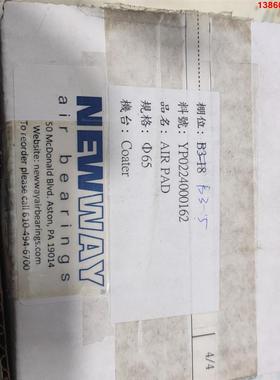 13860
NEWWAY
air bearings
50 McDonald Blvd. Aston, PA 19014
Website: newwayairbearings.com
To reorder please call 610-494-6700
櫃位：B3-18 B3-5
料號：YP0224000162
品名：AIR PAD
規格：Φ65
機台：Coater
4/4